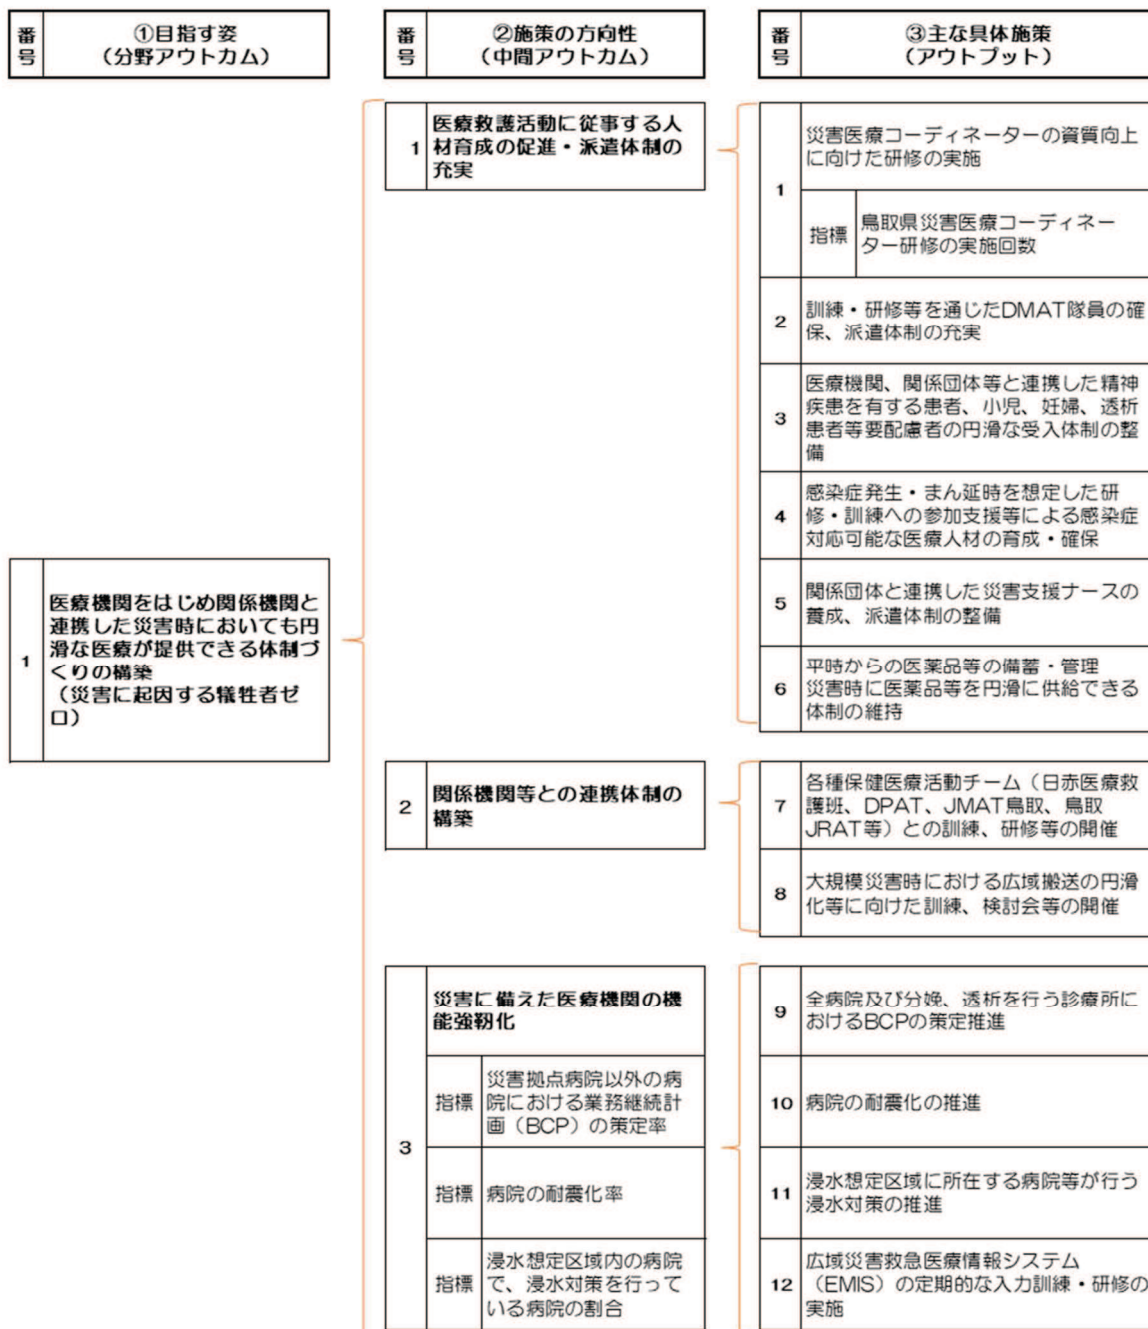 番号
①目指す姿
（分野アウトカム）
番号
②施策の方向性
（中間アウトカム）
番号
③主な具体施策
（アウトプット）
1
医療機関をはじめ関係機関と
連携した災害時においても円
滑な医療が提供できる体制づ
くりの構築
（災害に起因する犠牲者ゼ
ロ）
1
医療救護活動に従事する人
材育成の促進・派遣体制の
充実
1
災害医療コーディネーターの資質向上
に向けた研修の実施
指標
鳥取県災害医療コーディネー
ター研修の実施回数
2
訓練・研修等を通じたDMAT隊員の確
保、派遣体制の充実
3
医療機関、関係団体等と連携した精神
疾患を有する患者、小児、妊婦、透析
患者等要配慮者の円滑な受入体制の整
備
4
感染症発生・まん延時を想定した研
修・訓練への参加支援等による感染症
対応可能な医療人材の育成・確保
5
関係団体と連携した災害支援ナースの
養成、派遣体制の整備
6
平時からの医薬品等の備蓄・管理
災害時に医薬品等を円滑に供給できる
体制の維持
2
関係機関等との連携体制の
構築
7
各種保健医療活動チーム（日赤医療救
護班、DPAT、JMAT鳥取、鳥取
JRAT等）との訓練、研修等の開催
8
大規模災害時における広域搬送の円滑
化等に向けた訓練、検討会等の開催
3
災害に備えた医療機関の機
能強靭化
指標
災害拠点病院以外の病
院における業務継続計
画（BCP）の策定率
指標
病院の耐震化率
指標
浸水想定区域内の病院
で、浸水対策を行って
いる病院の割合
9
全病院及び分娩、透析を行う診療所に
おけるBCPの策定推進
10
病院の耐震化の推進
11
浸水想定区域に所在する病院等が行う
浸水対策の推進
12
広域災害救急医療情報システム
（EMIS）の定期的な入力訓練・研修の
実施